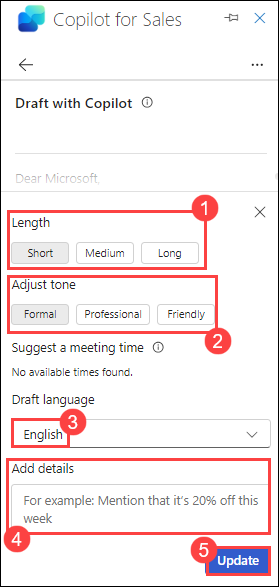 Copilot for Sales
Draft with Copilot
Dear Microsoft,
1
Length
Short Medium Long
Adjust tone
Formal Professional Friendly
2
Suggest a meeting time
No available times found.
Draft language
3
English
Add details
For example: Mention that it's 20% off this
week
4
5
Update